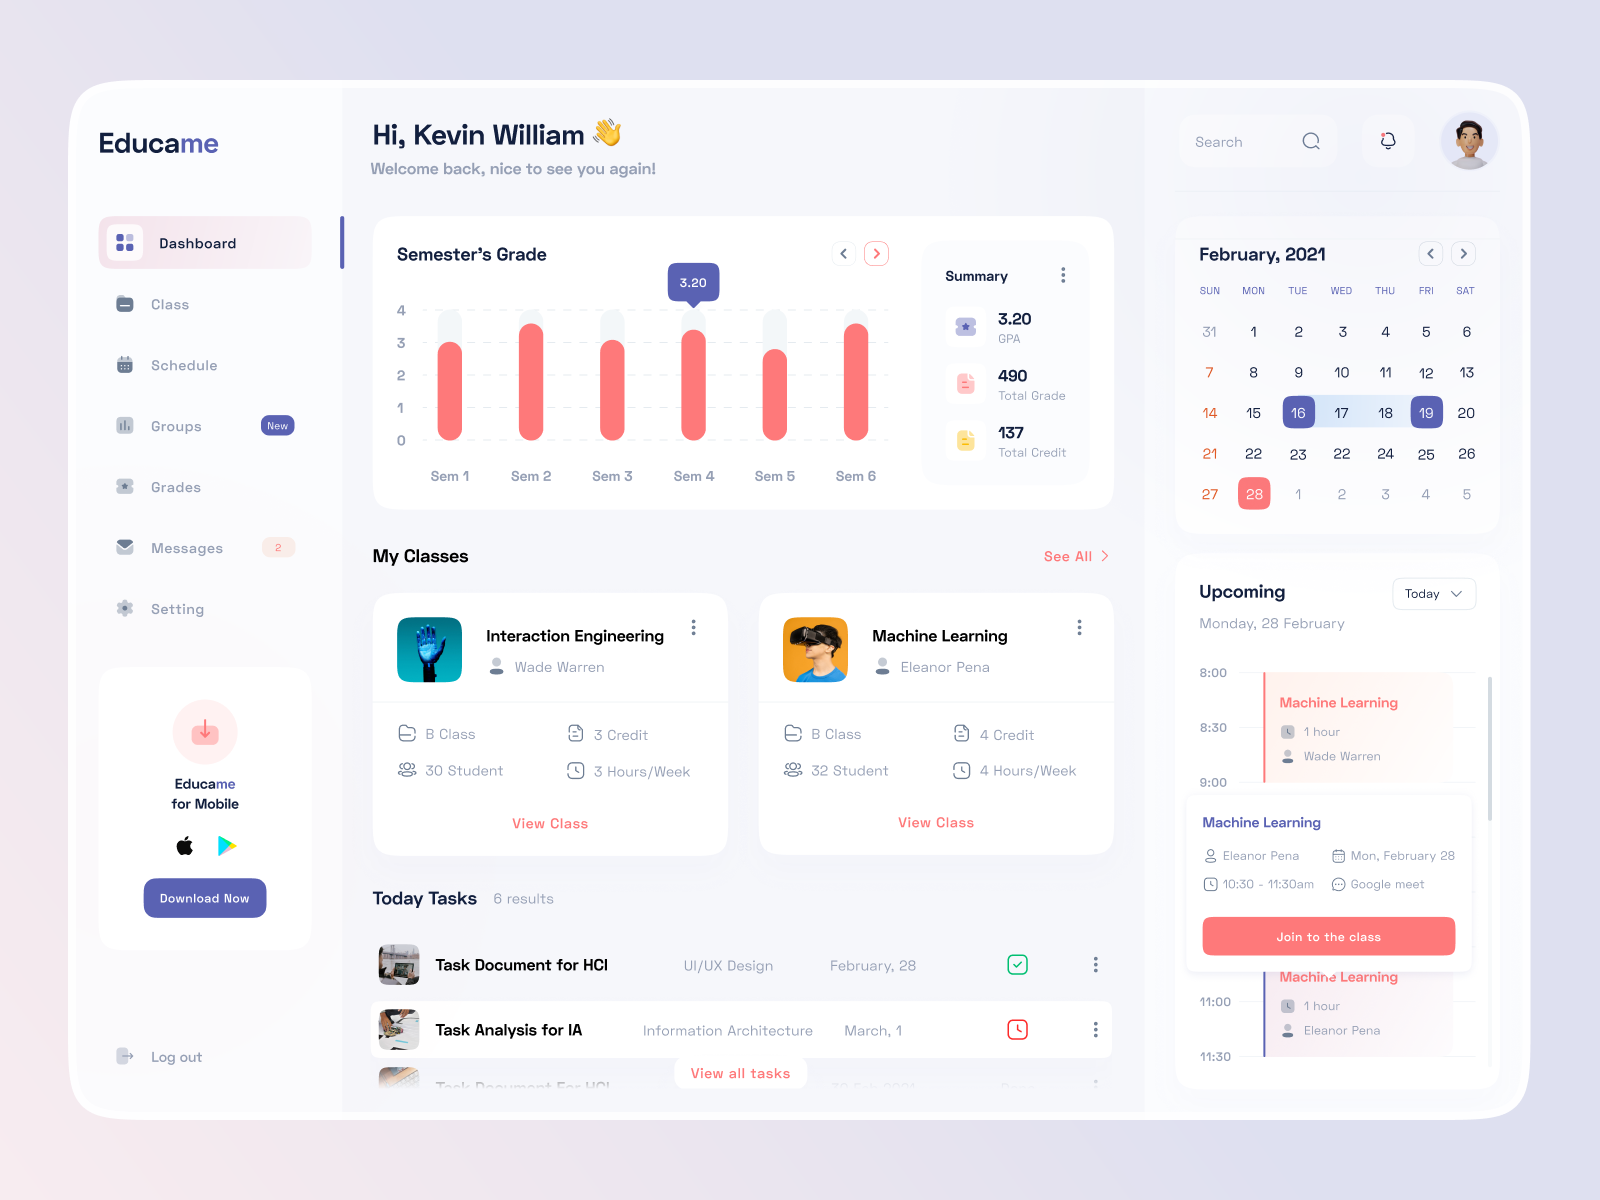 Educame
Dashboard
Class
Schedule
Groups
New
Grades
Messages
2
Setting
Educame
for Mobile
Download Now
Log out
Hi, Kevin William 👋
Welcome back, nice to see you again!
Semester's Grade
3.20
4
3
2
1
0
Sem 1 Sem 2 Sem 3 Sem 4 Sem 5 Sem 6
Summary
3.20
GPA
490
Total Grade
137
Total Credit
My Classes
See All
Interaction Engineering
Wade Warren
B Class
3 Credit
30 Student
3 Hours/Week
View Class
Machine Learning
Eleanor Pena
B Class
4 Credit
32 Student
4 Hours/Week
View Class
Today Tasks 6 results
Task Document for HCI UI/UX Design February, 28
Task Analysis for IA Information Architecture March, 1
Task Document For HCI
View all tasks
Search
February, 2021
SUN MON TUE WED THU FRI SAT
31 1 2 3 4 5 6
7 8 9 10 11 12 13
14 15 16 17 18 19 20
21 22 23 22 24 25 26
27 28 1 2 3 4 5
Upcoming
Today
Monday, 28 February
8:00
Machine Learning
8:30
1 hour
Wade Warren
9:00
Machine Learning
Eleanor Pena
Mon, February 28
10:30 - 11:30am
Google meet
Join to the class
Machine Learning
11:00
1 hour
Eleanor Pena
11:30